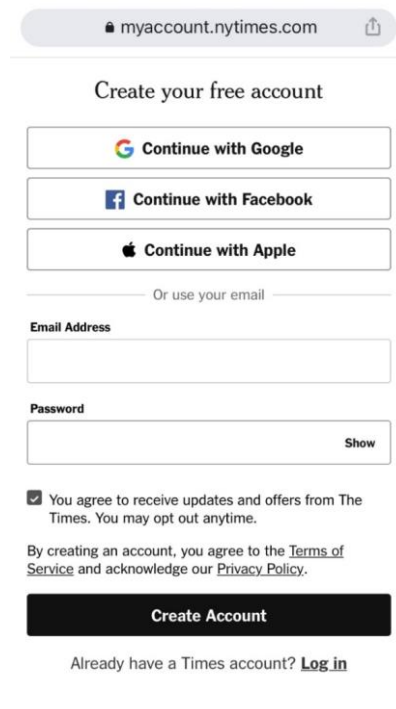 myaccount.nytimes.com
Create your free account
Continue with Google
Continue with Facebook
Continue with Apple
Or use your email
Email Address
Password
Show
You agree to receive updates and offers from The
Times. You may opt out anytime.
By creating an account, you agree to the Terms of
Service and acknowledge our Privacy Policy.
Create Account
Already have a Times account? Log in